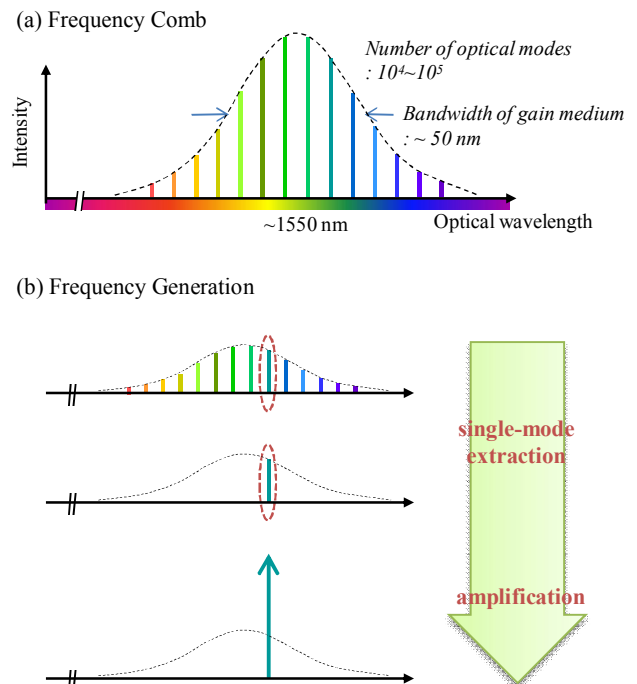 (a) Frequency Comb
Number of optical modes
: 10⁴~10⁵
Intensity
Bandwidth of gain medium
: ~ 50 nm
~1550 nm
Optical wavelength
(b) Frequency Generation
single-mode
extraction
amplification